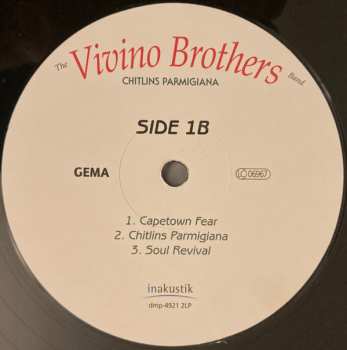 The Vivino Brothers Band
CHITLINS PARMIGIANA
SIDE 1B
GEMA
LC 06967
1. Capetown Fear
2. Chitlins Parmigiana
3. Soul Revival
inakustik
dmp-4921 2LP